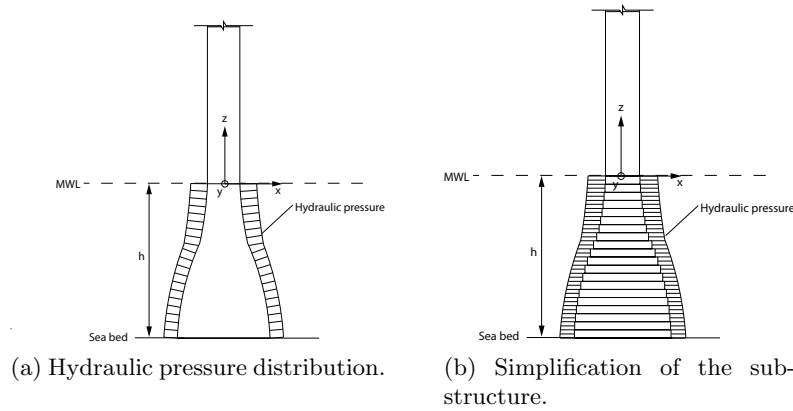 z
MWL
y
x
Hydraulic pressure
h
Sea bed
(a) Hydraulic pressure distribution.
z
MWL
y
x
Hydraulic pressure
h
Sea bed
(b) Simplification of the sub-
structure.